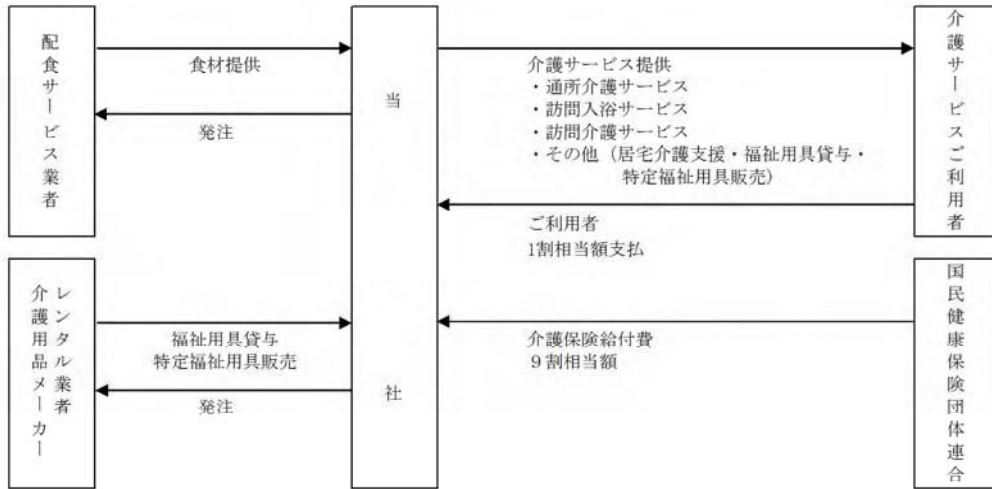 配食サービス業者
食材提供
発注
当社
介護サービス提供
・通所介護サービス
・訪問入浴サービス
・訪問介護サービス
・その他（居宅介護支援・福祉用具貸与・
特定福祉用具販売）
ご利用者
1割相当額支払
介護サービスご利用者
レンタル業者
介護用品メーカー
福祉用具貸与
特定福祉用具販売
発注
介護保険給付費
９割相当額
国民健康保険団体連合